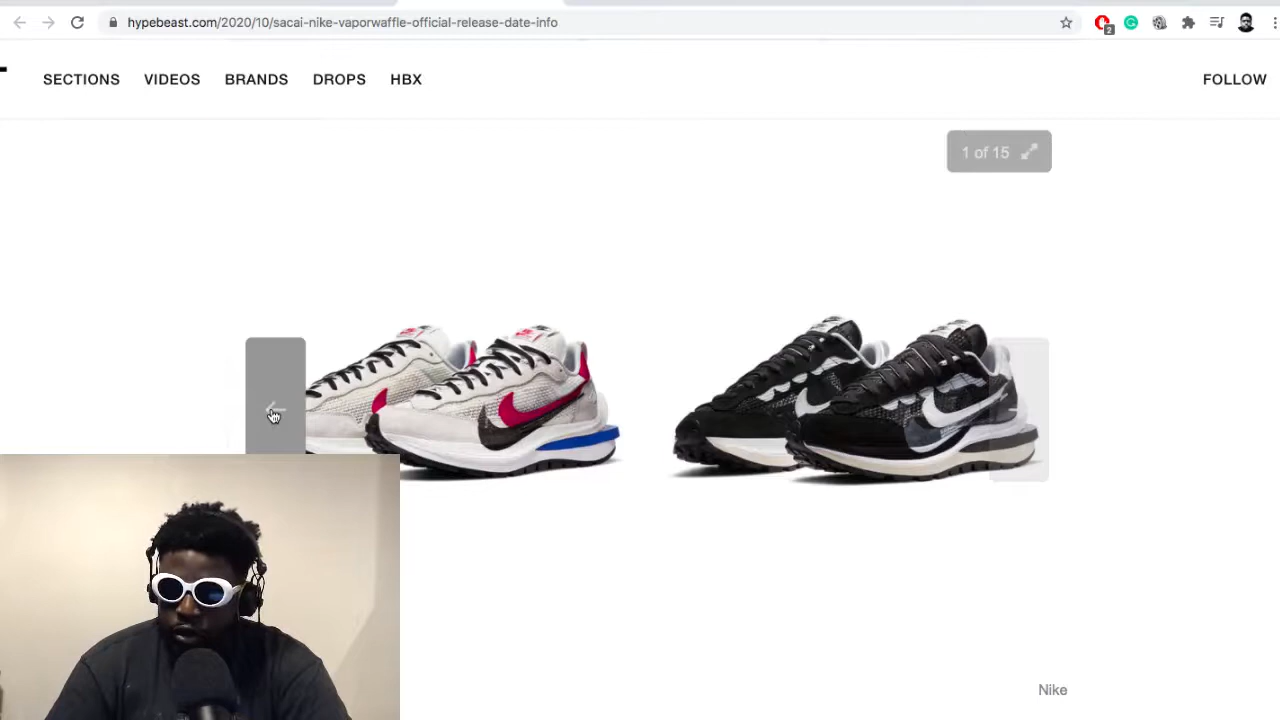 hypebeast.com/2020/10/sacai-nike-vaporwaffle-official-release-date-info
2
SECTIONS VIDEOS BRANDS DROPS HBX FOLLOW
1 of 15
Nike